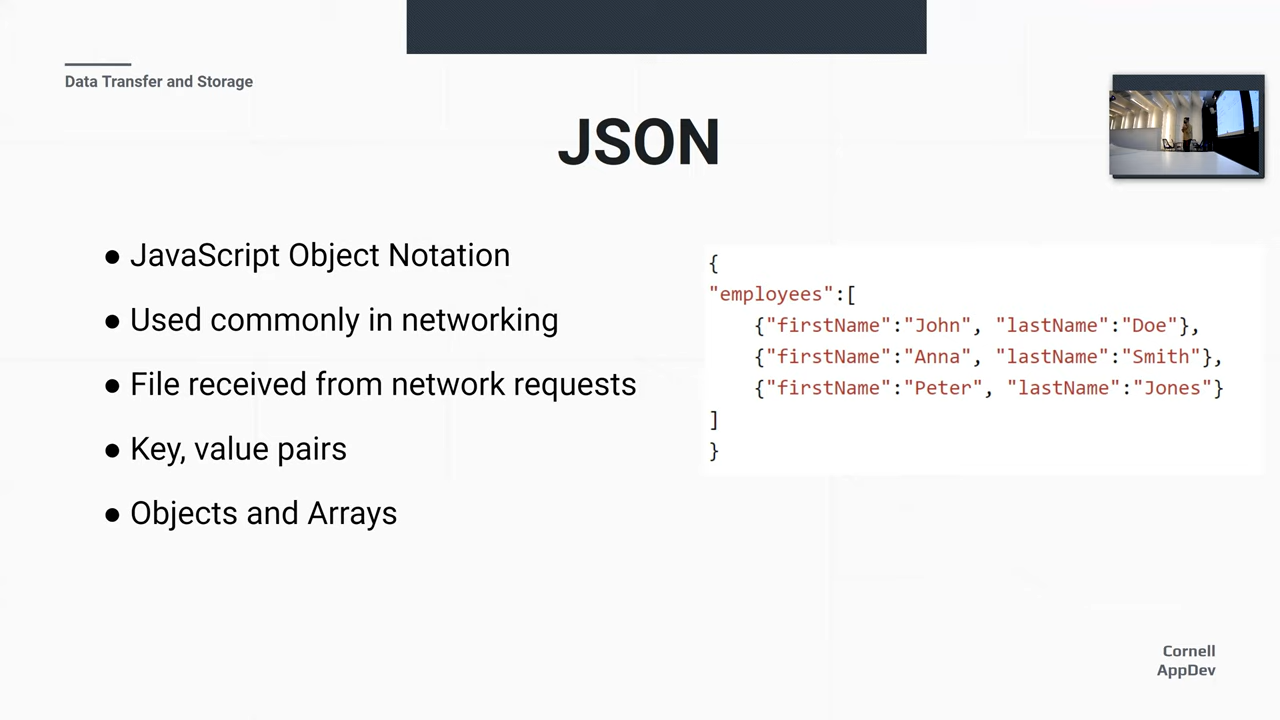 Data Transfer and Storage
JSON
● JavaScript Object Notation
● Used commonly in networking
● File received from network requests
● Key, value pairs
● Objects and Arrays
{
"employees":[
    {"firstName":"John", "lastName":"Doe"},
    {"firstName":"Anna", "lastName":"Smith"},
    {"firstName":"Peter", "lastName":"Jones"}
]
}
Cornell
AppDev